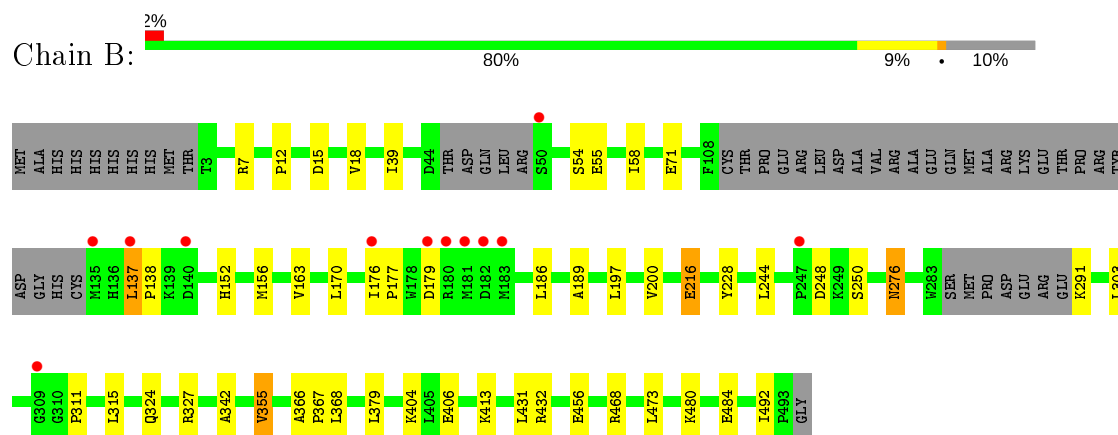 2%
Chain B:
80% 9% • 10%
MET ALA HIS HIS HIS HIS HIS HIS MET THR T3 R7 P12 D15 V18 I39 D44 THR ASP GLN LEU ARG S50 S54 E55 I58 E71 F108 CYS THR PRO GLU ARG LEU ASP ALA VAL ARG ALA GLU GLN MET ALA ARG LYS GLU THR PRO ARG TYR
ASP GLY HIS CYS M135 H136 L137 P138 K139 D140 H152 M156 V163 L170 I176 P177 W178 D179 R180 M181 D182 M183 L186 A189 L197 V200 E216 Y228 L244 P247 D248 K249 S250 N276 W283 SER MET PRO ASP GLU ARG GLU K291 L303
G309 G310 P311 L315 Q324 R327 A342 V355 A366 P367 L368 L379 K404 L405 E406 K413 L431 R432 E456 R468 L473 K480 E484 I492 P493 GLY